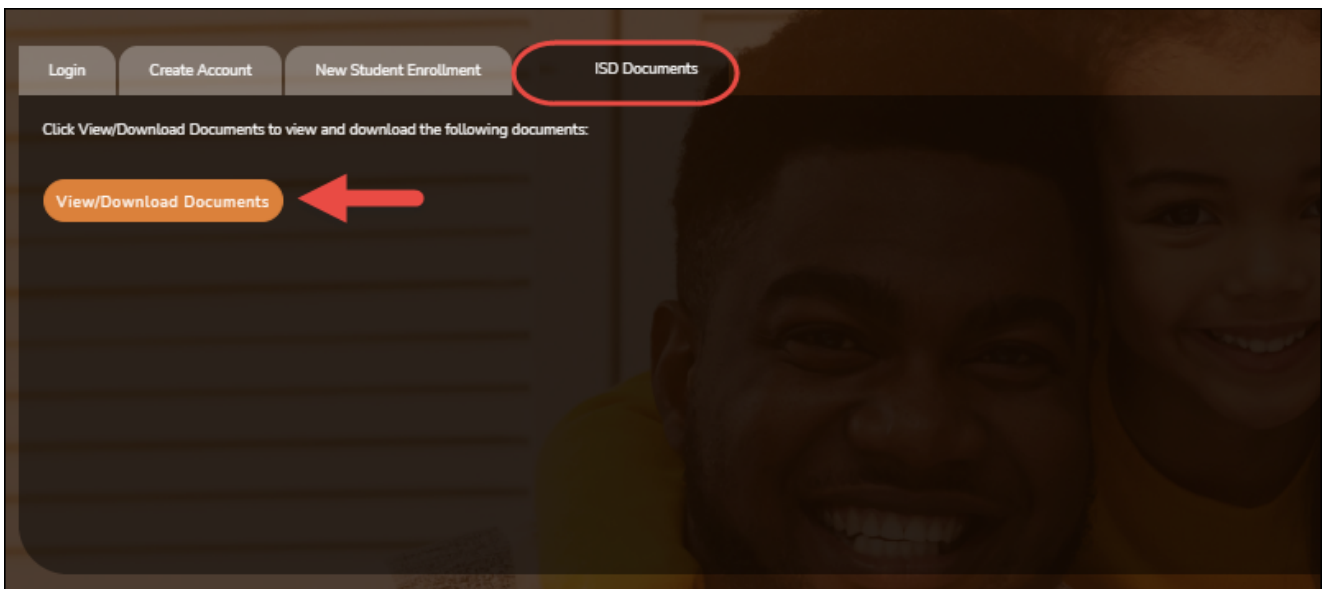 Login Create Account New Student Enrollment ISD Documents
Click View/Download Documents to view and download the following documents:
View/Download Documents